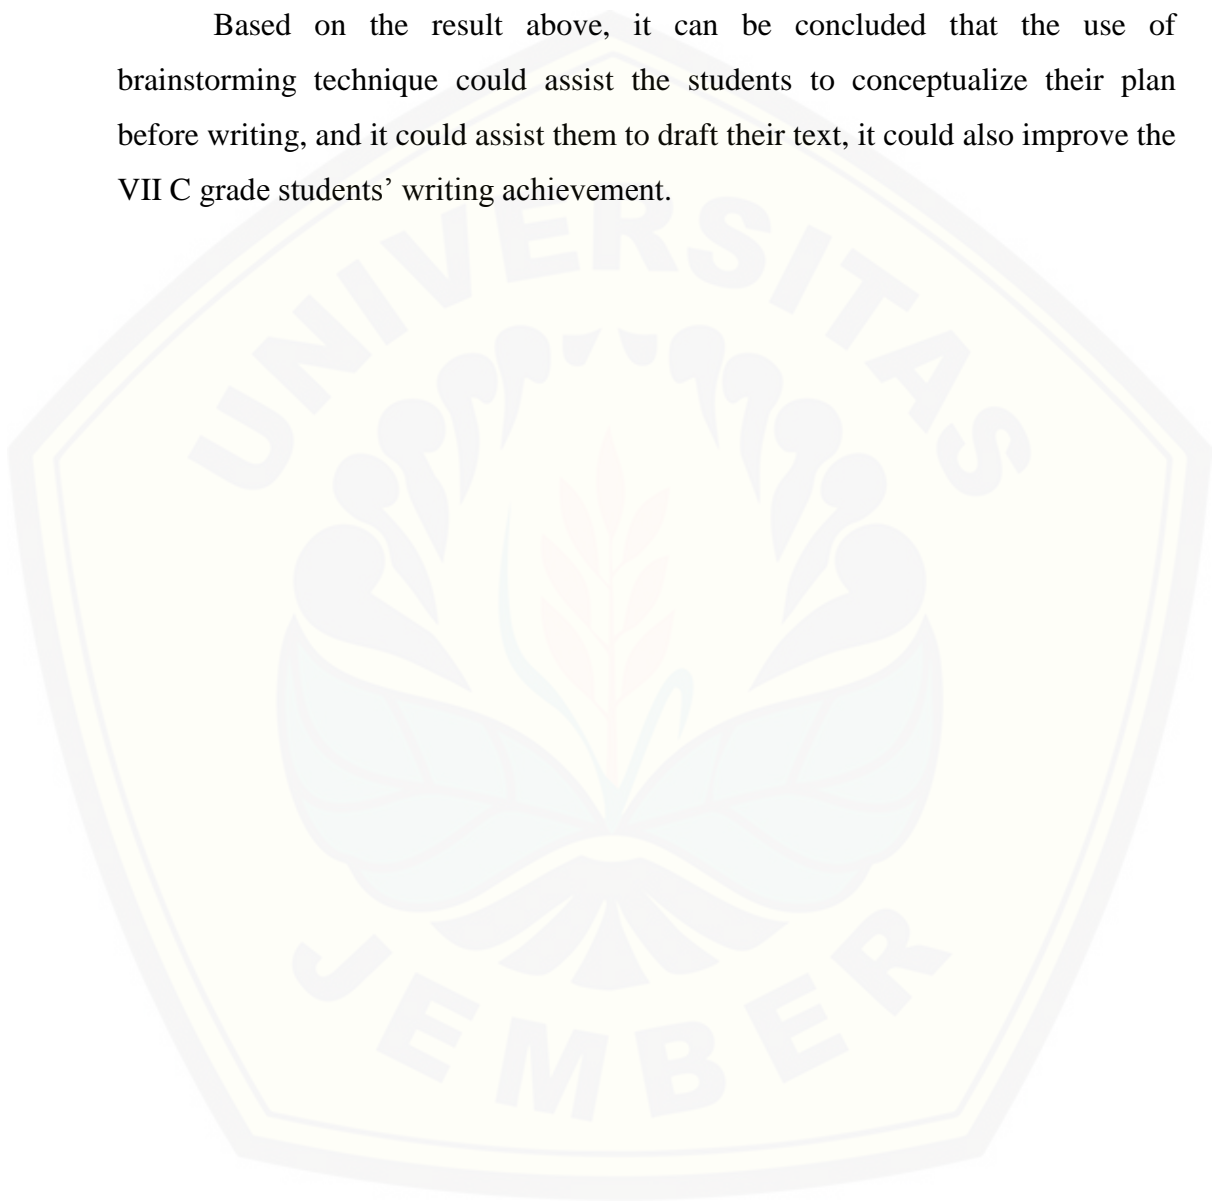 Based on the result above, it can be concluded that the use of
brainstorming technique could assist the students to conceptualize their plan
before writing, and it could assist them to draft their text, it could also improve the
VII C grade students’ writing achievement.
UNIVERSITAS
JEMBER